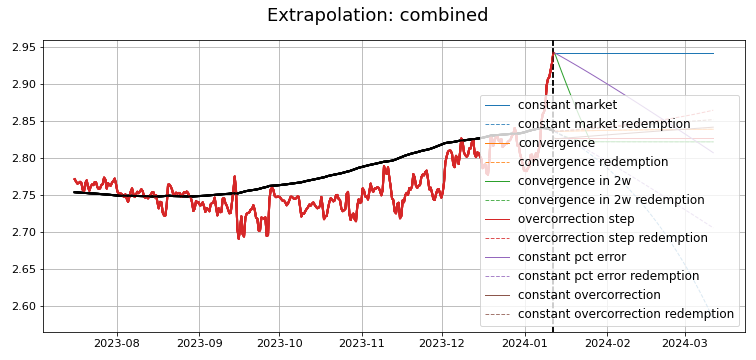 Extrapolation: combined
2.95
2.90
2.85
2.80
2.75
2.70
2.65
2.60
constant market
constant market redemption
convergence
convergence redemption
convergence in 2w
convergence in 2w redemption
overcorrection step
overcorrection step redemption
constant pct error
constant pct error redemption
constant overcorrection
constant overcorrection redemption
2023-08 2023-09 2023-10 2023-11 2023-12 2024-01 2024-02 2024-03